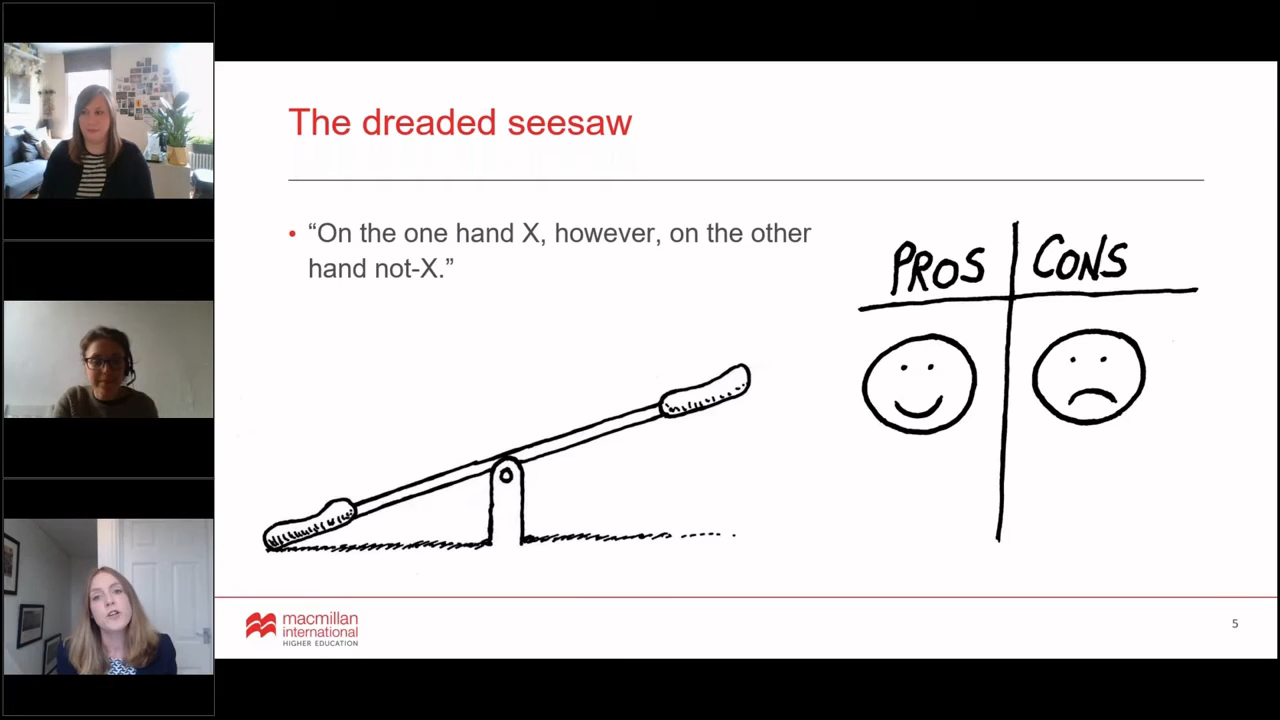 The dreaded seesaw
• “On the one hand X, however, on the other
hand not-X.”
PROS CONS
macmillan
international
HIGHER EDUCATION
5